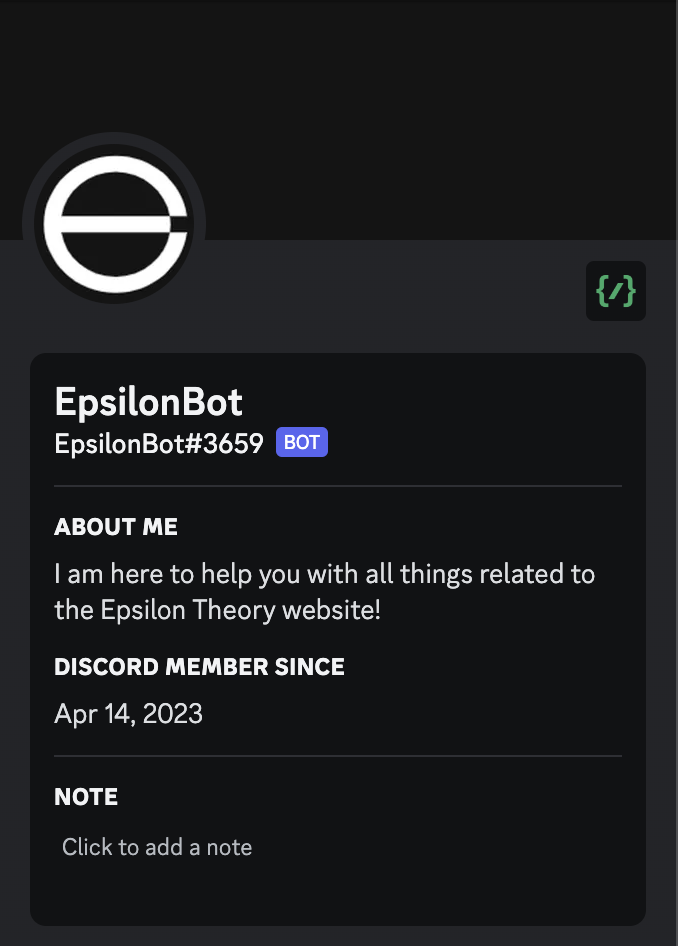 EpsilonBot
EpsilonBot#3659 BOT
ABOUT ME
I am here to help you with all things related to
the Epsilon Theory website!
DISCORD MEMBER SINCE
Apr 14, 2023
NOTE
Click to add a note